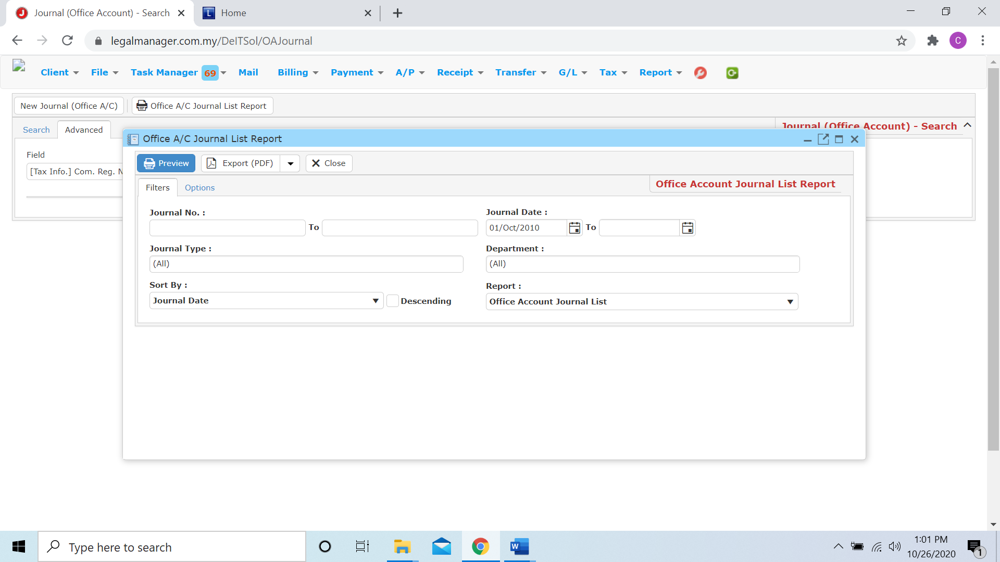 Journal (Office Account) - Search
Home
legalmanager.com.my/DeITSol/OAJournal
C
Client File Task Manager 69 Mail Billing Payment A/P Receipt Transfer G/L Tax Report
New Journal (Office A/C) Office A/C Journal List Report
Search Advanced
Journal (Office Account) - Search
Field
[Tax Info.] Com. Reg. N
Office A/C Journal List Report
Preview Export (PDF) Close
Filters Options
Office Account Journal List Report
Journal No. : Journal Date :
To 01/Oct/2010 To
Journal Type : Department :
(All) (All)
Sort By : Report :
Journal Date Descending Office Account Journal List
Type here to search
1:01 PM
10/26/2020
1